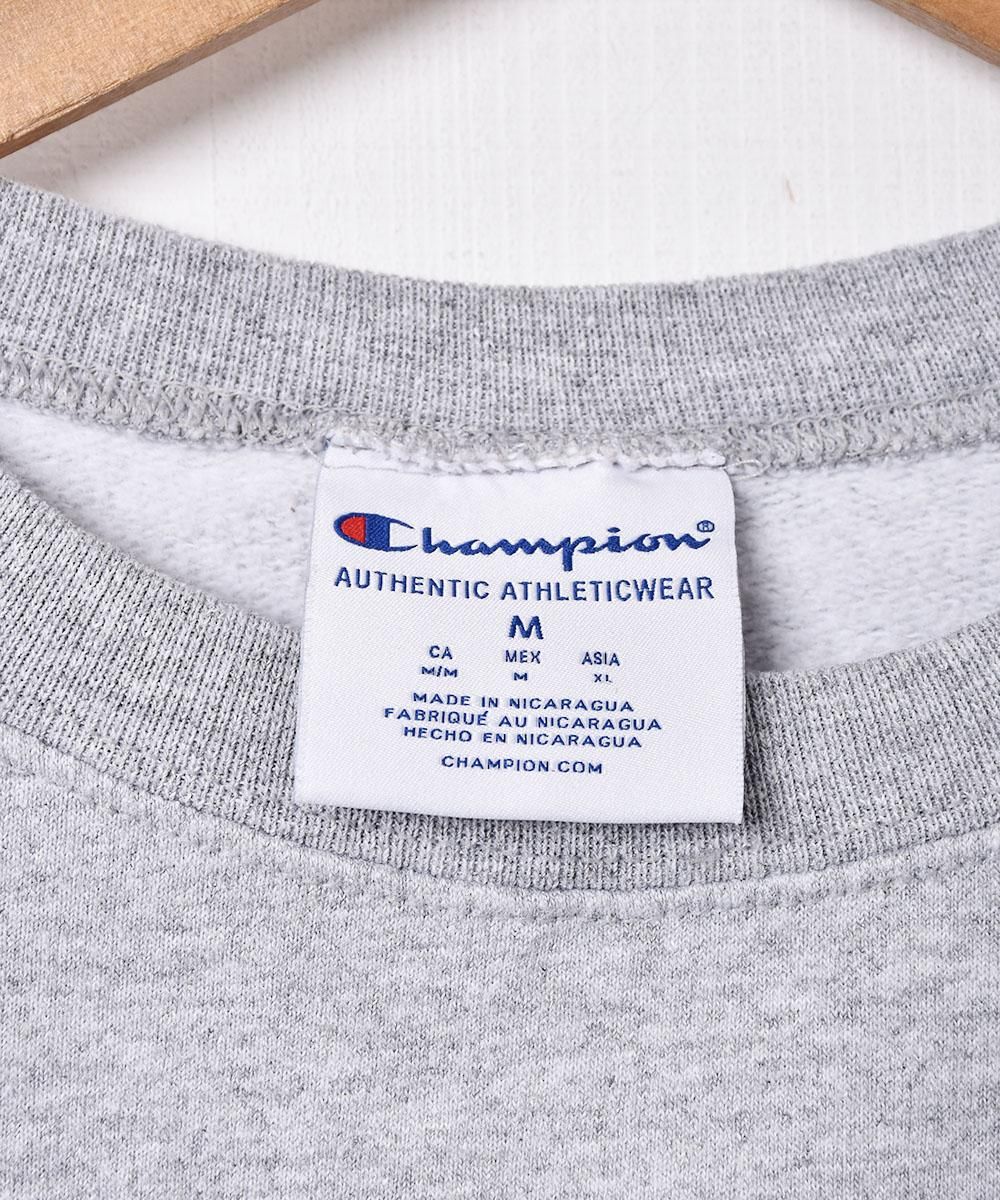 Champion®
AUTHENTIC ATHLETICWEAR
M
CA MEX ASIA
M/M M XL
MADE IN NICARAGUA
FABRIQUÉ AU NICARAGUA
HECHO EN NICARAGUA
CHAMPION.COM